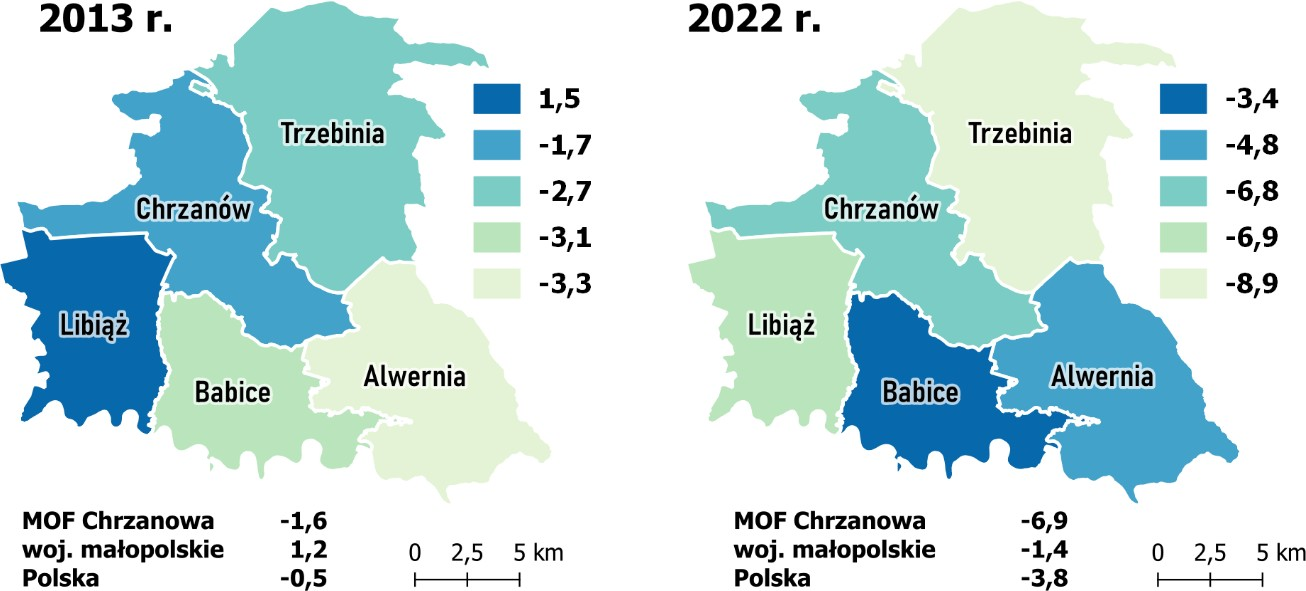 2013 r.
1,5
-1,7
-2,7
-3,1
-3,3
Trzebinia
Chrzanów
Libiąż
Babice
Alwernia
MOF Chrzanowa -1,6
woj. małopolskie 1,2
Polska -0,5
0 2,5 5 km
2022 r.
-3,4
-4,8
-6,8
-6,9
-8,9
Trzebinia
Chrzanów
Libiąż
Babice
Alwernia
MOF Chrzanowa -6,9
woj. małopolskie -1,4
Polska -3,8
0 2,5 5 km